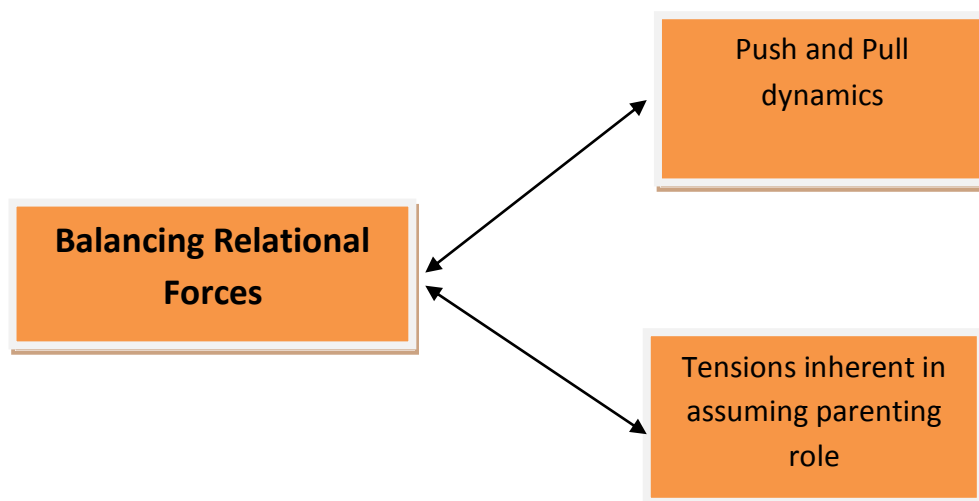 Push and Pull
dynamics
Balancing Relational
Forces
Tensions inherent in
assuming parenting
role